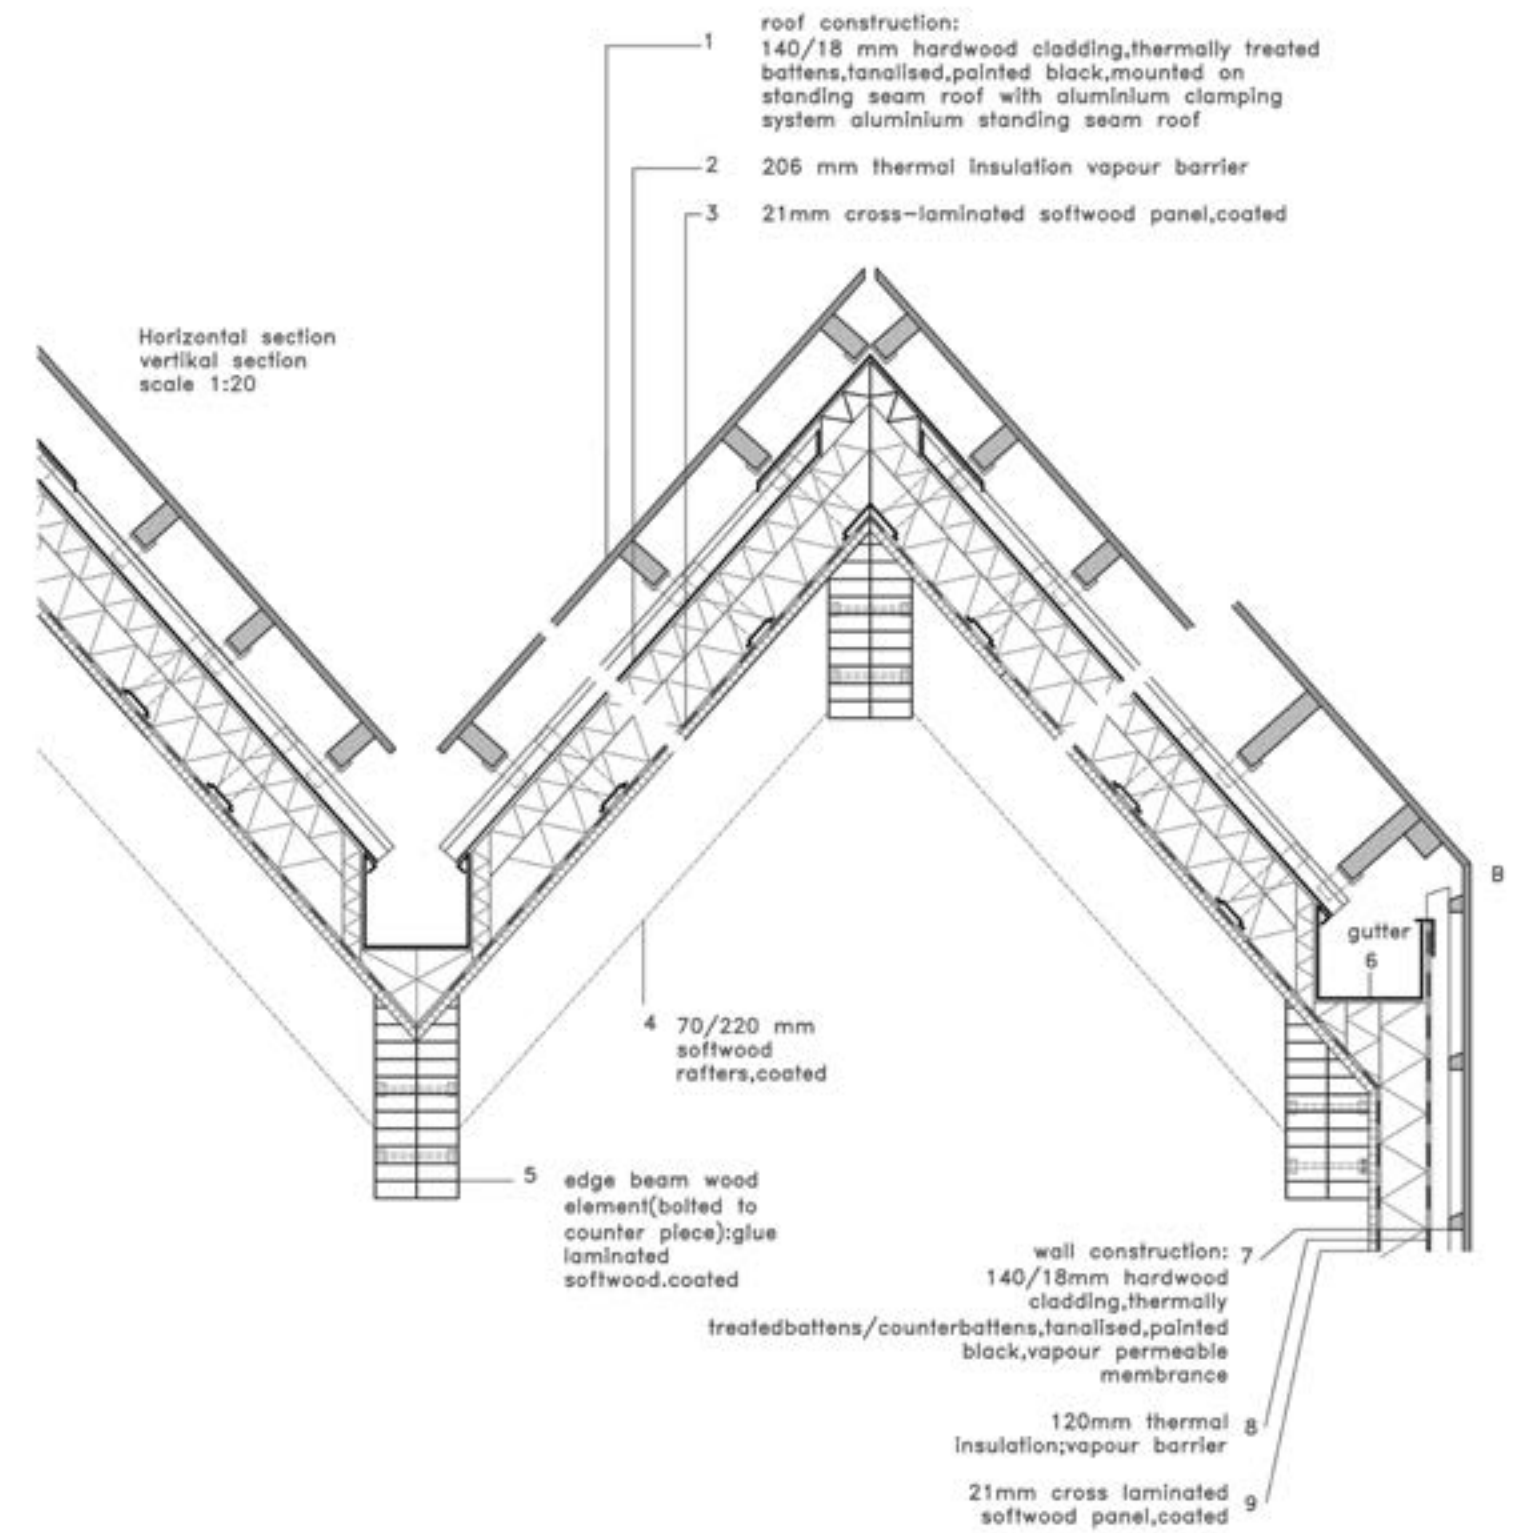 1
roof construction:
140/18 mm hardwood cladding,thermally treated
battens,tanalised,painted black,mounted on
standing seam roof with aluminium clamping
system aluminium standing seam roof
2 206 mm thermal insulation vapour barrier
3 21mm cross-laminated softwood panel,coated
Horizontal section
vertikal section
scale 1:20
B
gutter
6
4 70/220 mm
softwood
rafters,coated
5 edge beam wood
element(bolted to
counter piece):glue
laminated
softwood.coated
wall construction: 7
140/18mm hardwood
cladding,thermally
treatedbattens/counterbattens,tanalised,painted
black,vapour permeable
membrance
120mm thermal 8
insulation;vapour barrier
21mm cross laminated 9
softwood panel,coated